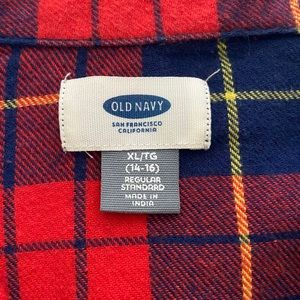 OLD NAVY
SAN FRANCISCO
CALIFORNIA
XL/TG
(14-16)
REGULAR
STANDARD
MADE IN
INDIA